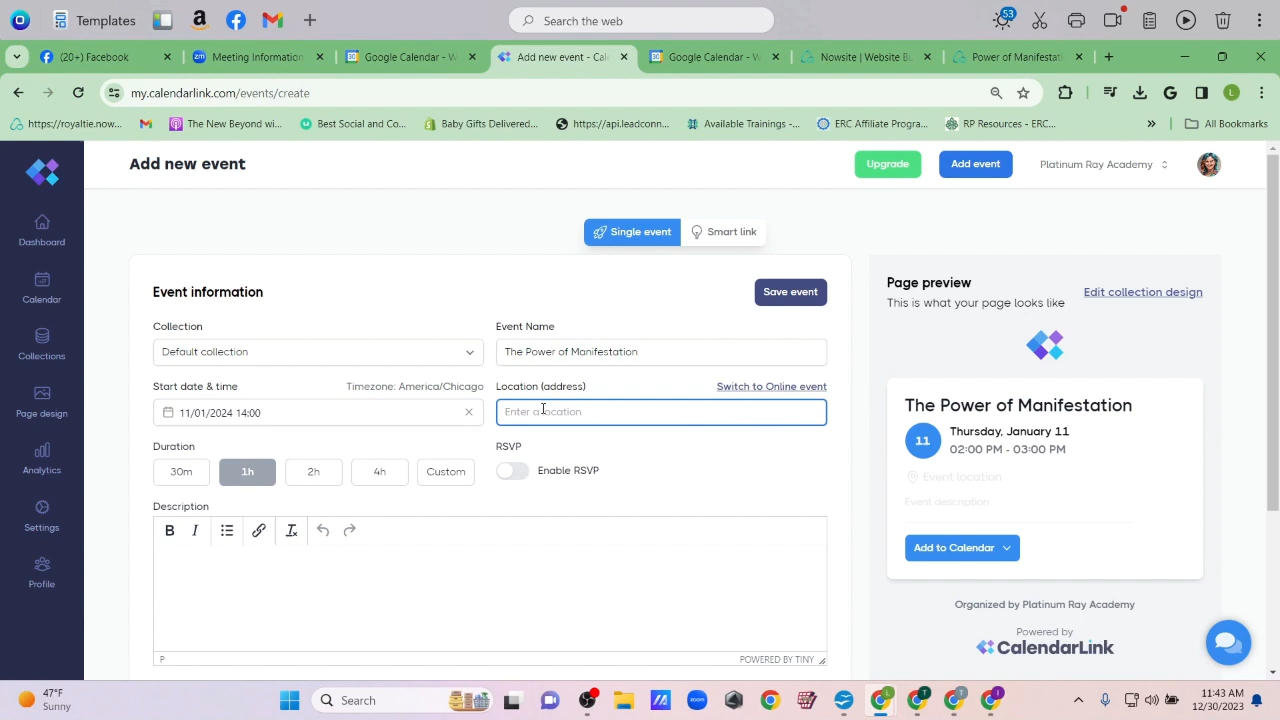 Templates
Search the web
53
(20+) Facebook
Meeting Information
Google Calendar - W
Add new event - Cale
Google Calendar - W
Nowsite | Website Bu
Power of Manifestati
my.calendarlink.com/events/create
https://royaltie.now...
The New Beyond wi...
Best Social and Co...
Baby Gifts Delivered...
https://api.leadconn...
Available Trainings -...
ERC Affiliate Progra...
RP Resources - ERC...
All Bookmarks
Add new event
Upgrade
Add event
Platinum Ray Academy
Dashboard
Calendar
Collections
Page design
Analytics
Settings
Profile
Single event
Smart link
Event information
Save event
Collection
Default collection
Event Name
The Power of Manifestation
Start date & time
Timezone: America/Chicago
11/01/2024 14:00
Location (address)
Switch to Online event
Enter a location
Duration
30m
1h
2h
4h
Custom
RSVP
Enable RSVP
Description
B I
P
POWERED BY TINY
Page preview
This is what your page looks like
Edit collection design
The Power of Manifestation
11
Thursday, January 11
02:00 PM - 03:00 PM
Event location
Event description
Add to Calendar
Organized by Platinum Ray Academy
Powered by
CalendarLink
47°F
Sunny
Search
11:43 AM
12/30/2023